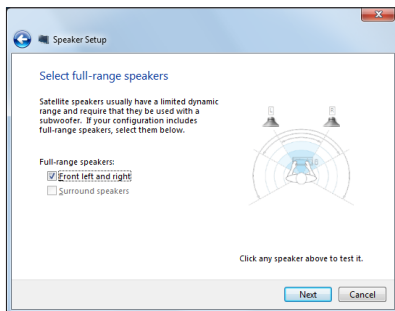 Speaker Setup
Select full-range speakers
Satellite speakers usually have a limited dynamic
range and require that they be used with a
subwoofer. If your configuration includes
full-range speakers, select them below.
L R
Full-range speakers:
Front left and right
Surround speakers
Click any speaker above to test it.
Next Cancel